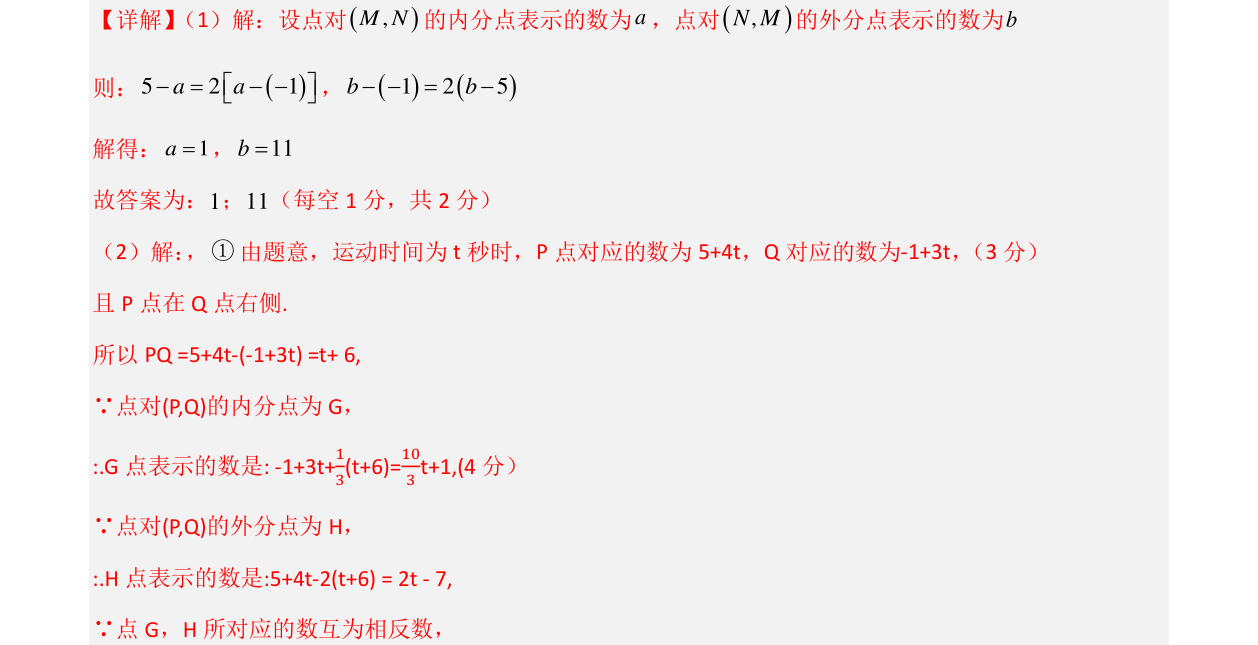 【详解】（1）解：设点对(M,N)的内分点表示的数为a，点对(N,M)的外分点表示的数为b
则：5−a=2[a−(−1)]，b−(−1)=2(b−5)
解得：a=1，b=11
故答案为：1；11（每空 1 分，共 2 分）
（2）解：，① 由题意，运动时间为 t 秒时，P 点对应的数为 5+4t，Q 对应的数为-1+3t，（3 分）
且 P 点在 Q 点右侧.
所以 PQ =5+4t-(-1+3t) =t+ 6,
∵点对(P,Q)的内分点为 G，
:.G 点表示的数是: -1+3t+1/3(t+6)=10/3t+1,(4 分）
∵点对(P,Q)的外分点为 H，
:.H 点表示的数是:5+4t-2(t+6) = 2t - 7,
∵点 G，H 所对应的数互为相反数，